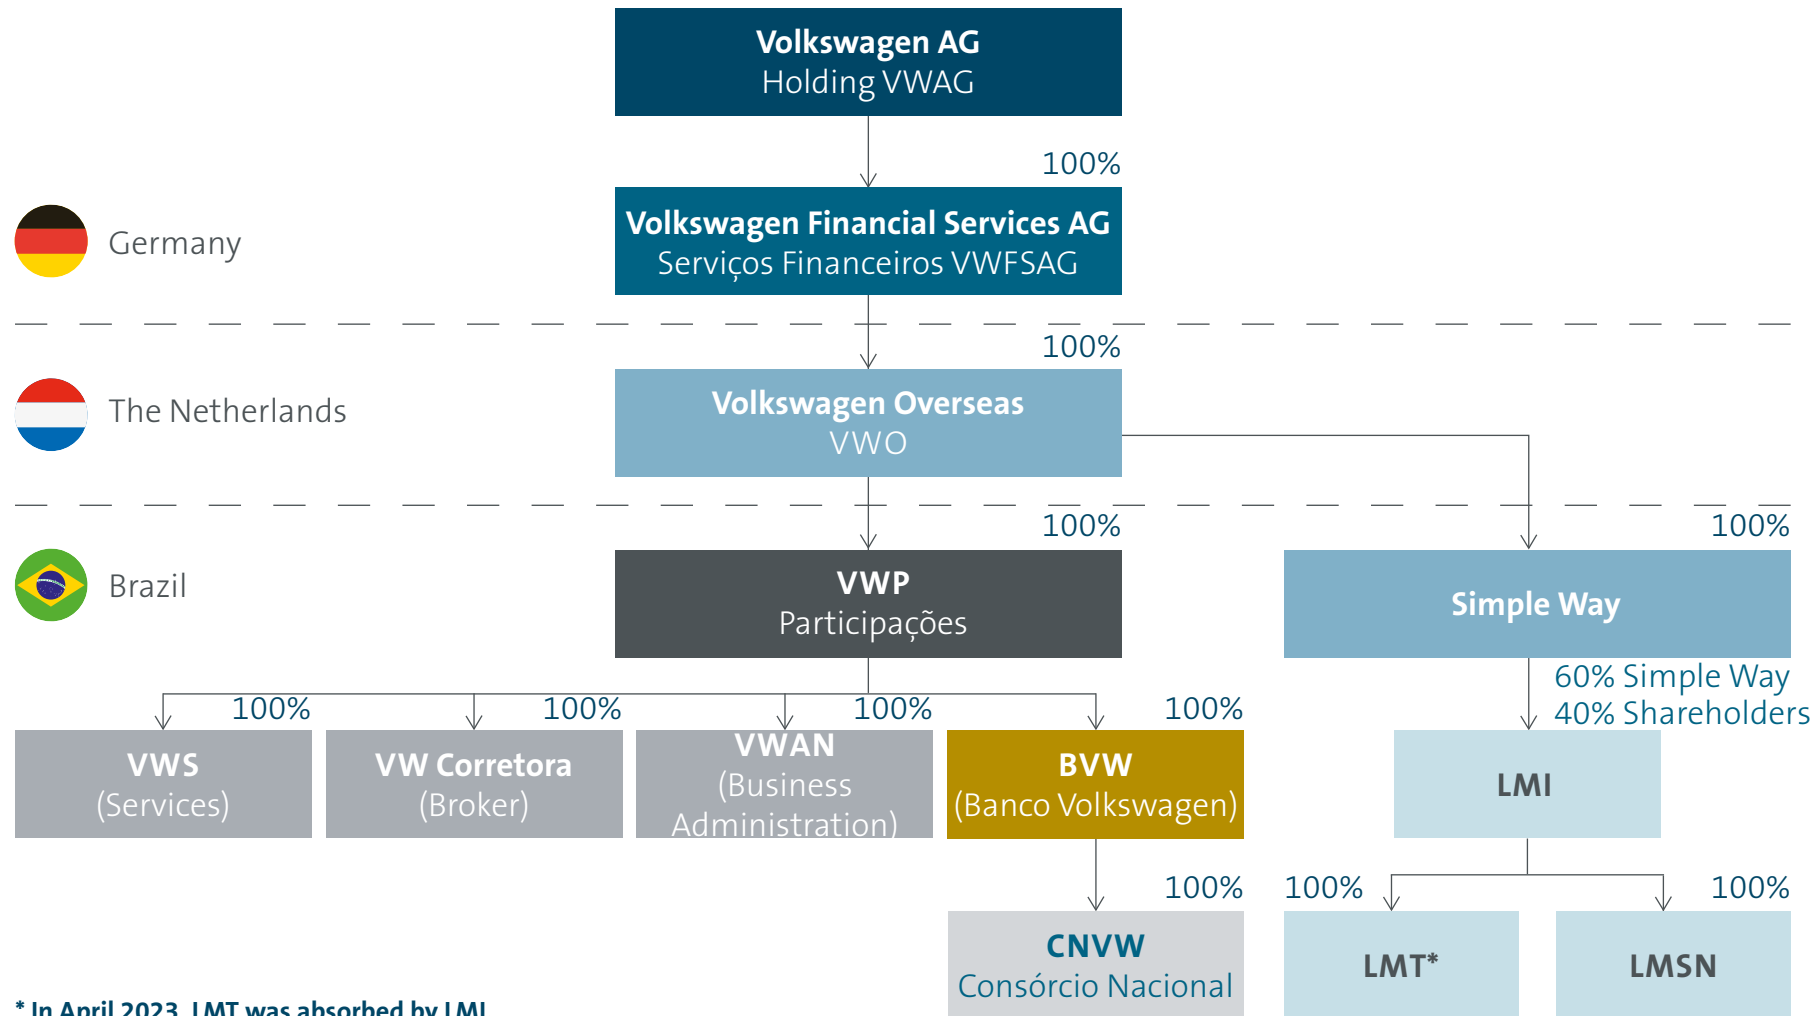 Volkswagen AG
Holding VWAG
100%
Volkswagen Financial Services AG
Serviços Financeiros VWFSAG
Germany
100%
Volkswagen Overseas
VWO
The Netherlands
100%
100%
Brazil
VWP
Participações
Simple Way
60% Simple Way
40% Shareholders
100%
100%
100%
100%
VWS
(Services)
VW Corretora
(Broker)
VWAN
(Business
Administration)
BVW
(Banco Volkswagen)
LMI
100%
100%
100%
CNVW
Consórcio Nacional
LMT*
LMSN
* In April 2023, LMT was absorbed by LMI